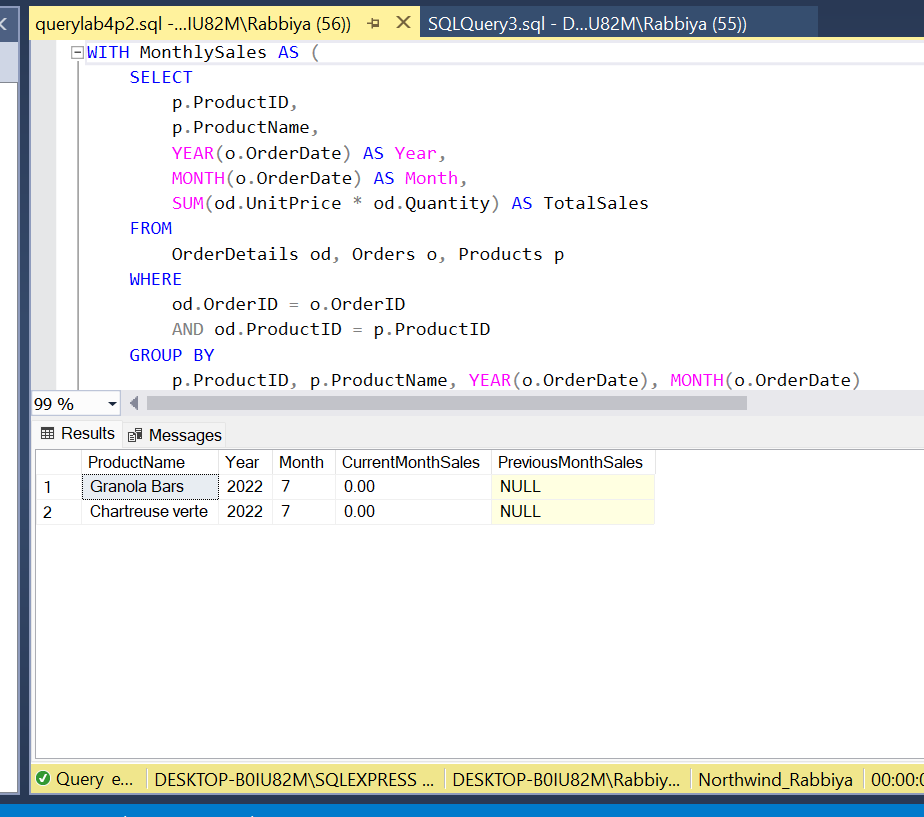 querylab4p2.sql -...IU82M\Rabbiya (56))
SQLQuery3.sql - D...U82M\Rabbiya (55))
WITH MonthlySales AS (
SELECT
p.ProductID,
p.ProductName,
YEAR(o.OrderDate) AS Year,
MONTH(o.OrderDate) AS Month,
SUM(od.UnitPrice * od.Quantity) AS TotalSales
FROM
OrderDetails od, Orders o, Products p
WHERE
od.OrderID = o.OrderID
AND od.ProductID = p.ProductID
GROUP BY
p.ProductID, p.ProductName, YEAR(o.OrderDate), MONTH(o.OrderDate)
99 %
Results Messages
ProductName Year Month CurrentMonthSales PreviousMonthSales
1 Granola Bars 2022 7 0.00 NULL
2 Chartreuse verte 2022 7 0.00 NULL
Query e... DESKTOP-B0IU82M\SQLEXPRESS ... DESKTOP-B0IU82M\Rabbiy... Northwind_Rabbiya 00:00:0